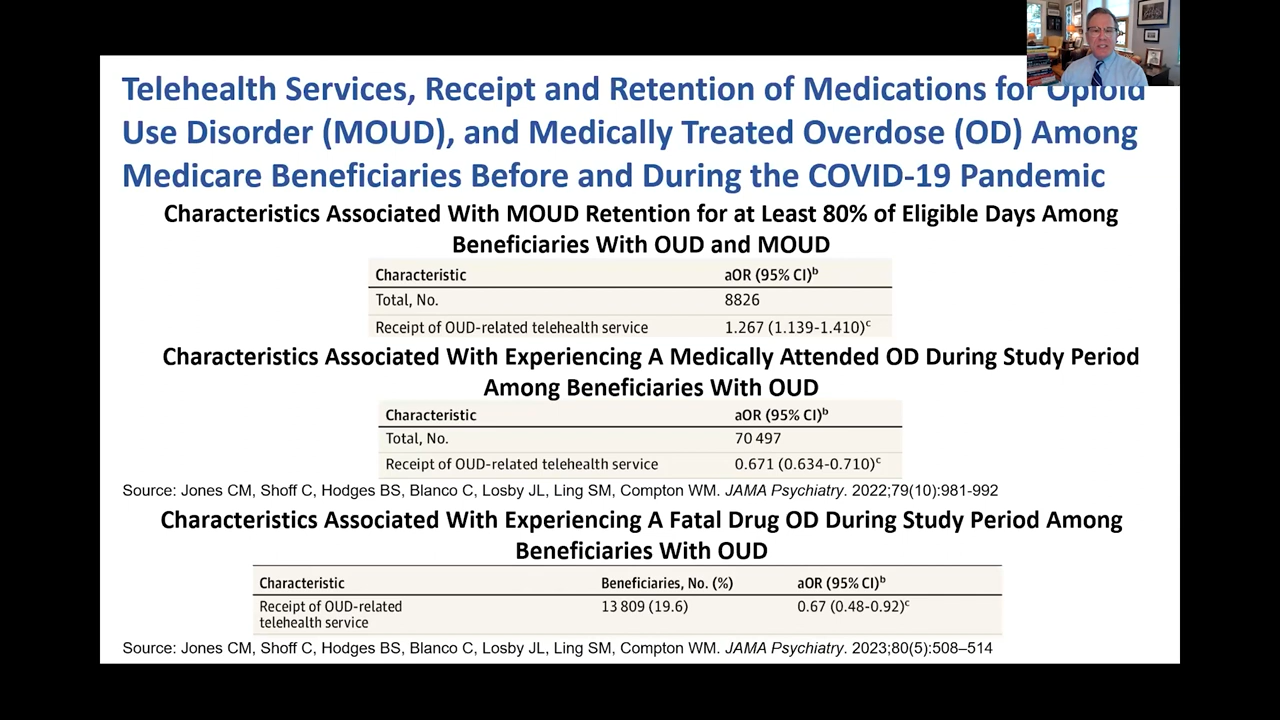 Telehealth Services, Receipt and Retention of Medications for Opioid
Use Disorder (MOUD), and Medically Treated Overdose (OD) Among
Medicare Beneficiaries Before and During the COVID-19 Pandemic
Characteristics Associated With MOUD Retention for at Least 80% of Eligible Days Among
Beneficiaries With OUD and MOUD
Characteristic aOR (95% CI)ᵇ
Total, No. 8826
Receipt of OUD-related telehealth service 1.267 (1.139-1.410)ᶜ
Characteristics Associated With Experiencing A Medically Attended OD During Study Period
Among Beneficiaries With OUD
Characteristic aOR (95% CI)ᵇ
Total, No. 70 497
Receipt of OUD-related telehealth service 0.671 (0.634-0.710)ᶜ
Source: Jones CM, Shoff C, Hodges BS, Blanco C, Losby JL, Ling SM, Compton WM. JAMA Psychiatry. 2022;79(10):981-992
Characteristics Associated With Experiencing A Fatal Drug OD During Study Period Among
Beneficiaries With OUD
Characteristic Beneficiaries, No. (%) aOR (95% CI)ᵇ
Receipt of OUD-related 13 809 (19.6) 0.67 (0.48-0.92)ᶜ
telehealth service
Source: Jones CM, Shoff C, Hodges BS, Blanco C, Losby JL, Ling SM, Compton WM. JAMA Psychiatry. 2023;80(5):508–514